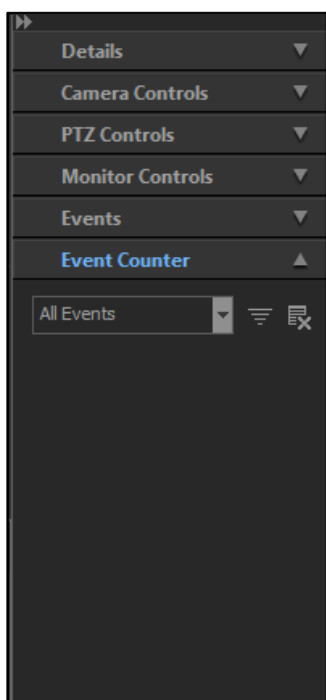 Details
Camera Controls
PTZ Controls
Monitor Controls
Events
Event Counter
All Events